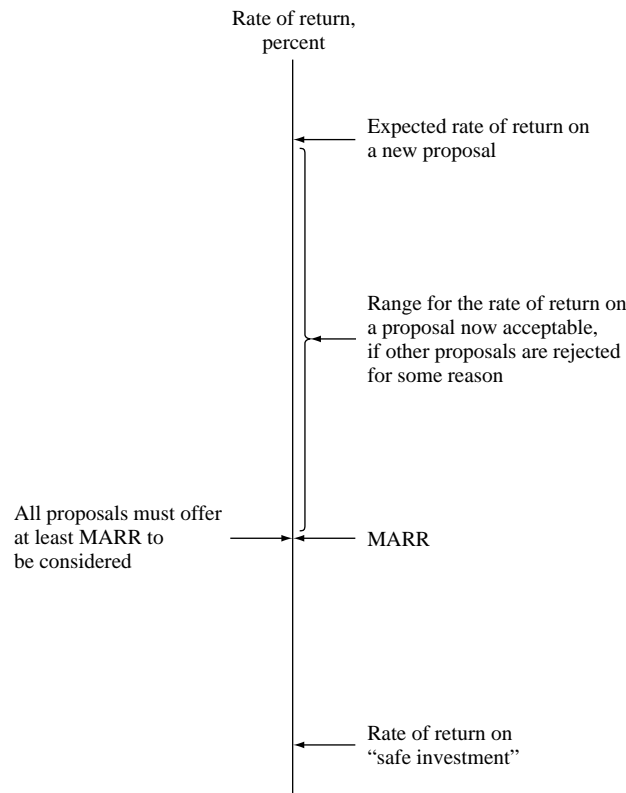 Rate of return,
percent
Expected rate of return on
a new proposal
Range for the rate of return on
a proposal now acceptable,
if other proposals are rejected
for some reason
All proposals must offer
at least MARR to
be considered
MARR
Rate of return on
“safe investment”